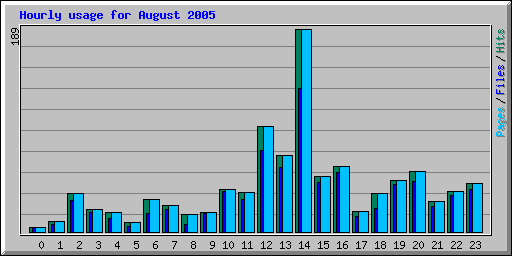 Hourly usage for August 2005
189
Pages/Files/Hits
0 1 2 3 4 5 6 7 8 9 10 11 12 13 14 15 16 17 18 19 20 21 22 23